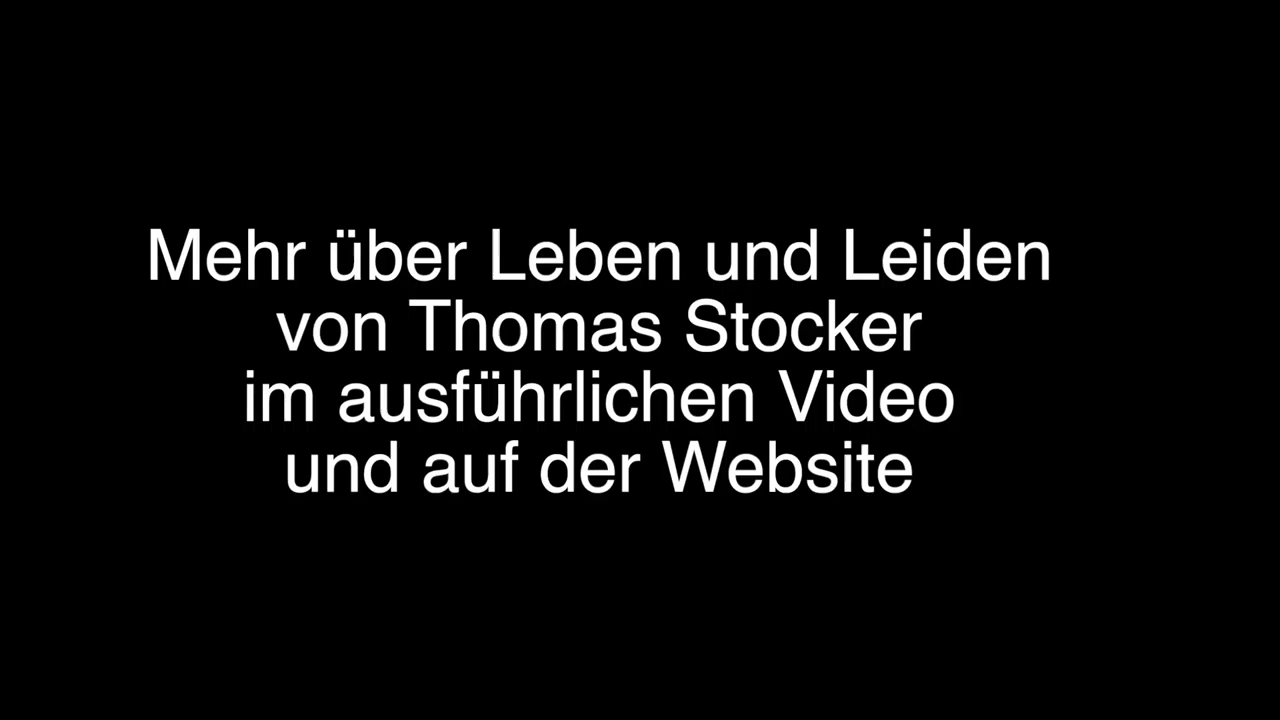 Mehr über Leben und Leiden
von Thomas Stocker
im ausführlichen Video
und auf der Website